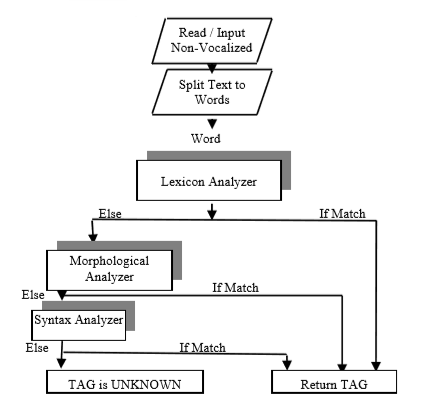 Read / Input
Non-Vocalized
Split Text to
Words
Word
Lexicon Analyzer
Else
If Match
Morphological
Analyzer
Else
If Match
Syntax Analyzer
Else
If Match
TAG is UNKNOWN
Return TAG